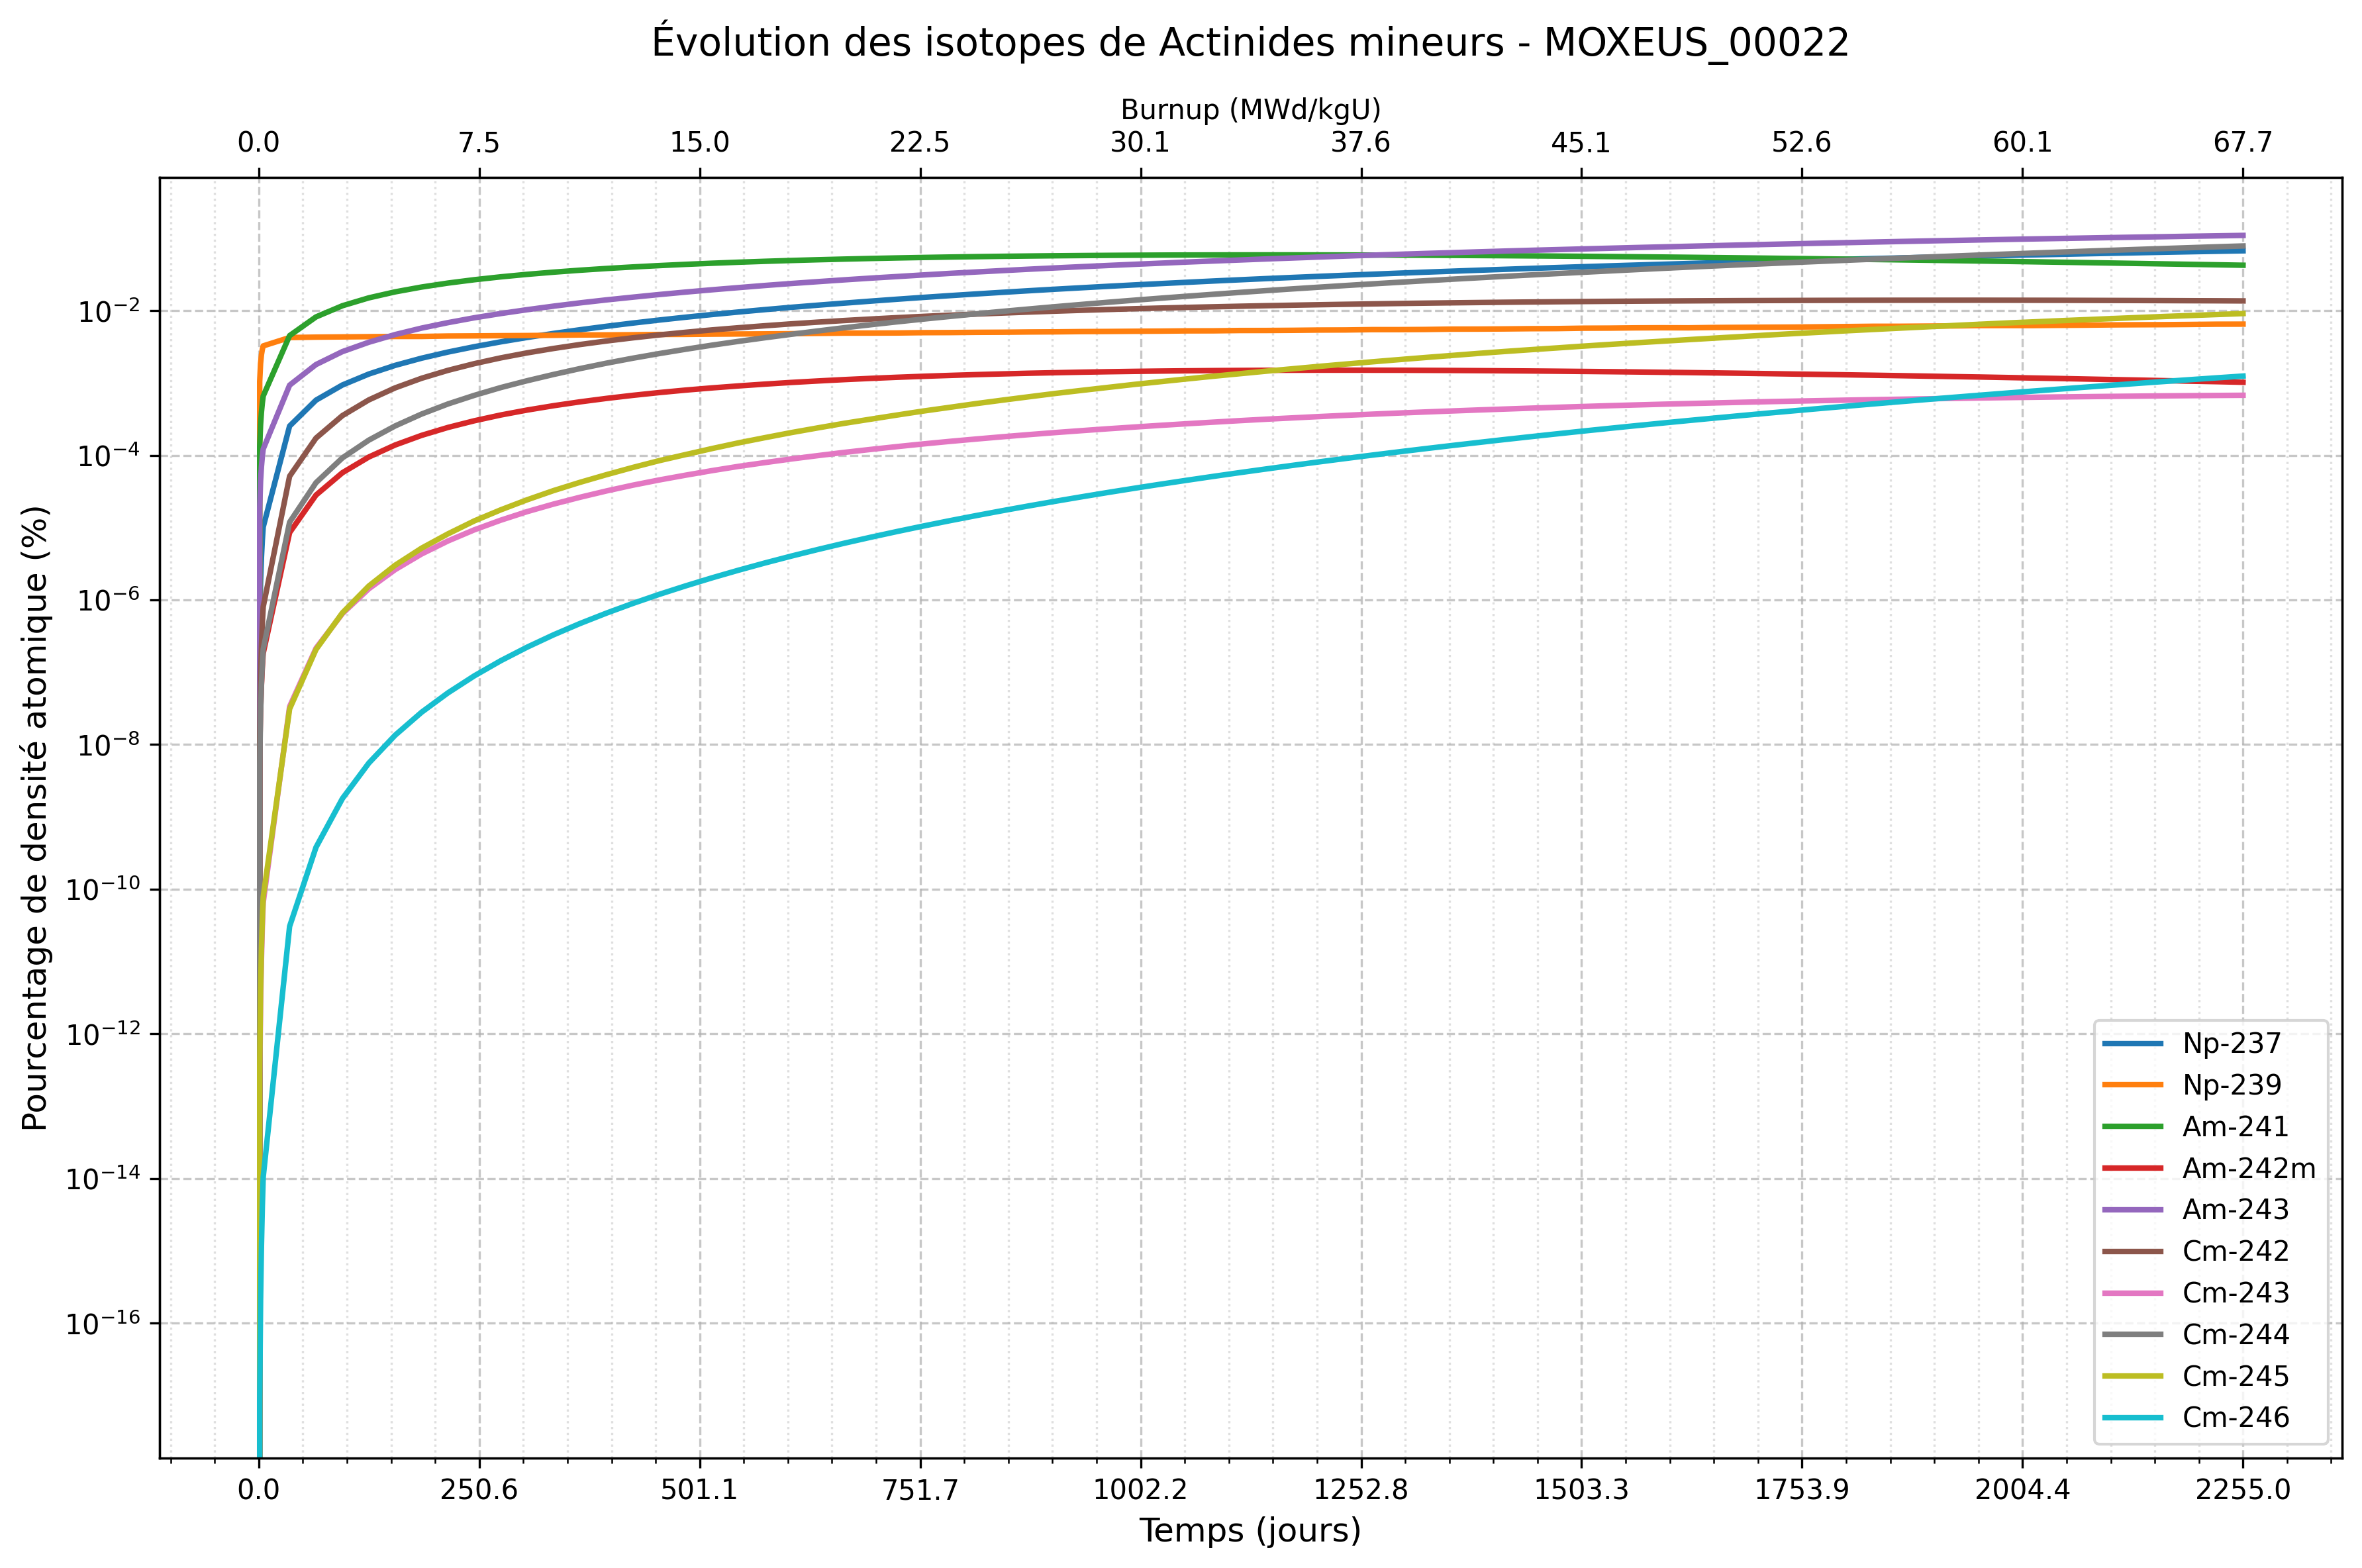 Évolution des isotopes de Actinides mineurs - MOXEUS_00022
Burnup (MWd/kgU)
0.0 7.5 15.0 22.5 30.1 37.6 45.1 52.6 60.1 67.7
Pourcentage de densité atomique (%)
10⁻²
10⁻⁴
10⁻⁶
10⁻⁸
10⁻¹⁰
10⁻¹²
10⁻¹⁴
10⁻¹⁶
Np-237
Np-239
Am-241
Am-242m
Am-243
Cm-242
Cm-243
Cm-244
Cm-245
Cm-246
0.0 250.6 501.1 751.7 1002.2 1252.8 1503.3 1753.9 2004.4 2255.0
Temps (jours)